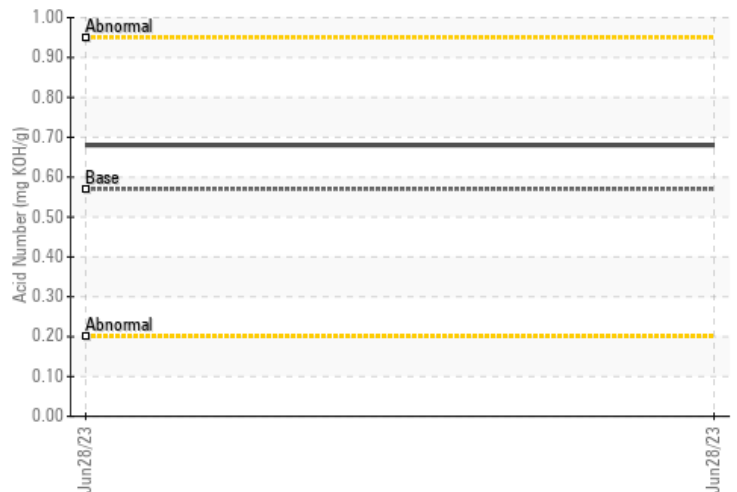 1.00
Abnormal
0.90
0.80
0.70
0.60
Base
0.50
0.40
0.30
Abnormal
0.20
0.10
0.00
Acid Number (mg KOH/g)
Jun28/23
Jun28/23